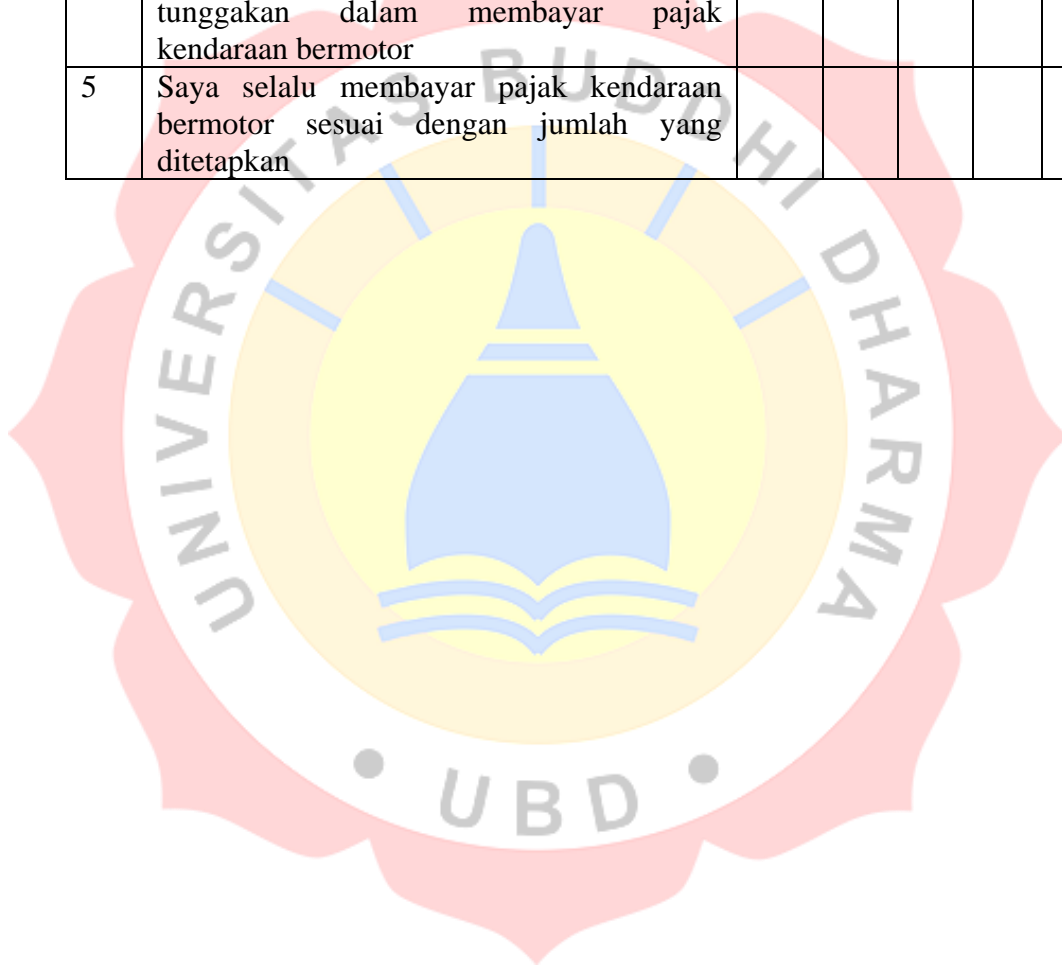 tunggakan dalam membayar pajak
kendaraan bermotor
5 Saya selalu membayar pajak kendaraan
bermotor sesuai dengan jumlah yang
ditetapkan
UNIVERSITAS BUDDHI DHARMA
• UBD •